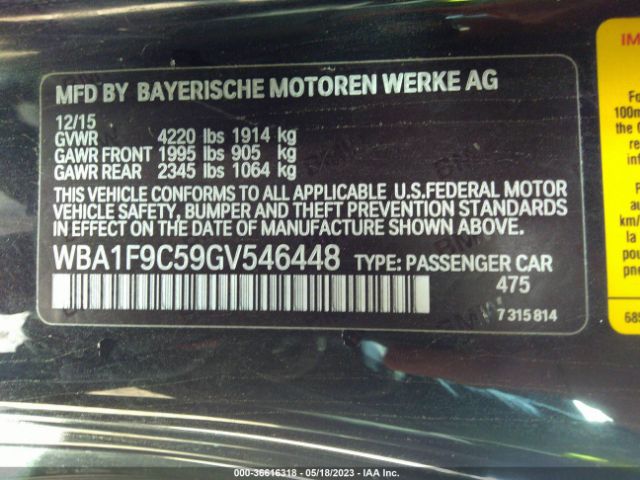 MFD BY BAYERISCHE MOTOREN WERKE AG
12/15
GVWR 4220 lbs 1914 kg
GAWR FRONT 1995 lbs 905 kg
GAWR REAR 2345 lbs 1064 kg
THIS VEHICLE CONFORMS TO ALL APPLICABLE U.S.FEDERAL MOTOR
VEHICLE SAFETY, BUMPER AND THEFT PREVENTION STANDARDS
IN EFFECT ON THE DATE OF MANUFACTURE SHOWN ABOVE.
WBA1F9C59GV546448 TYPE: PASSENGER CAR
475
7 315 814
000-36616318 - 05/18/2023 - IAA Inc.